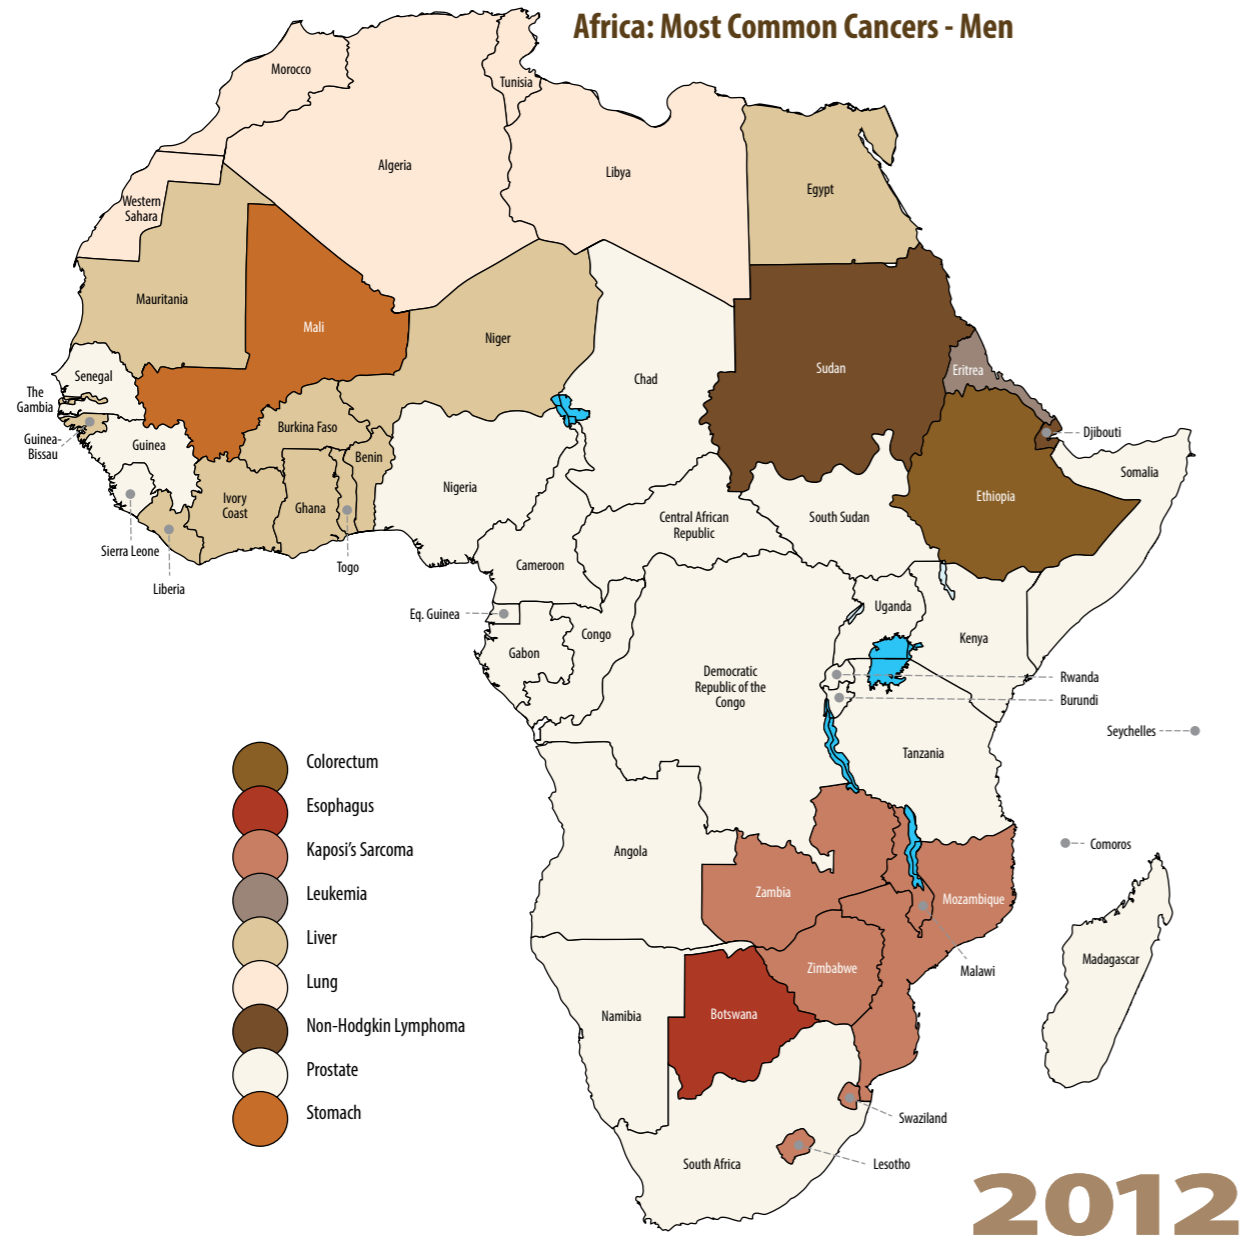 Africa: Most Common Cancers - Men
Morocco
Tunisia
Algeria
Libya
Egypt
Western
Sahara
Mauritania
Mali
Niger
Chad
Sudan
Eritrea
Senegal
The
Gambia
Guinea-
Bissau
Guinea
Burkina Faso
Benin
Djibouti
Somalia
Nigeria
Ivory
Coast
Ghana
Ethiopia
Central African
Republic
South Sudan
Sierra Leone
Liberia
Togo
Cameroon
Eq. Guinea
Uganda
Congo
Kenya
Gabon
Democratic
Republic of the
Congo
Rwanda
Burundi
Seychelles
Tanzania
Colorectum
Esophagus
Kaposi's Sarcoma
Leukemia
Liver
Lung
Non-Hodgkin Lymphoma
Prostate
Stomach
Angola
Comoros
Zambia
Mozambique
Malawi
Madagascar
Zimbabwe
Namibia
Botswana
Swaziland
South Africa
Lesotho
2012